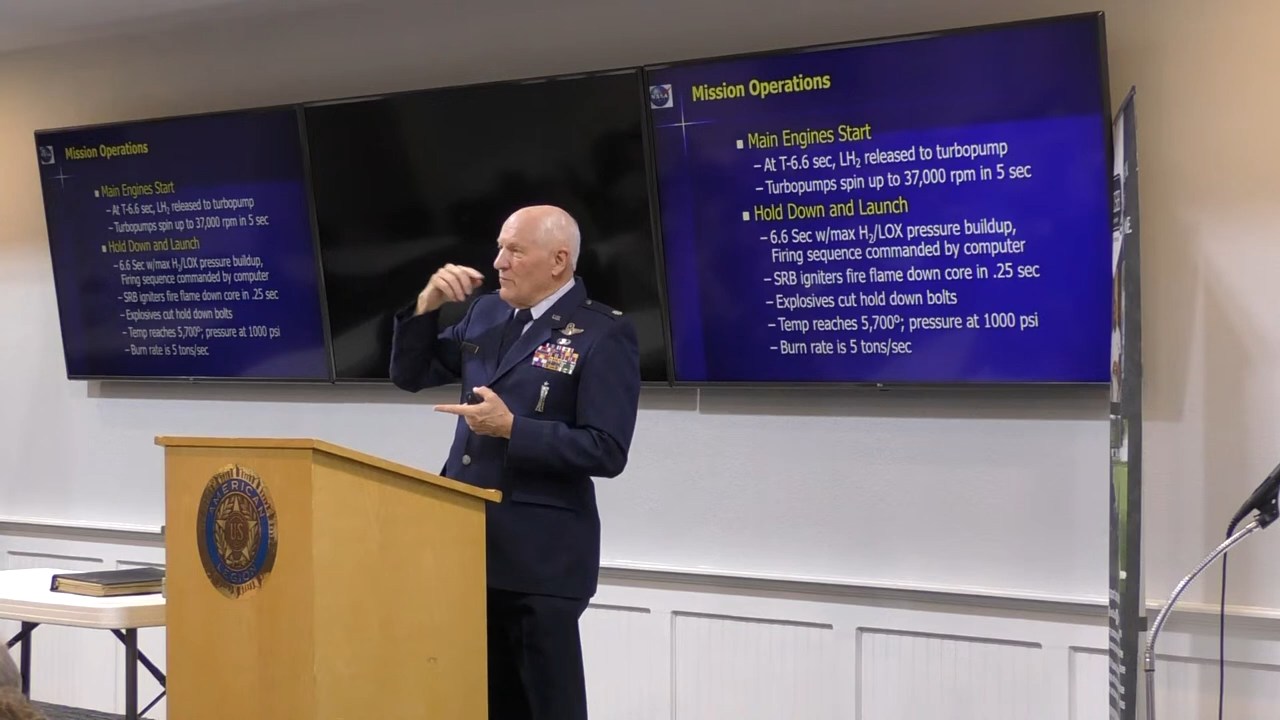 Mission Operations
Main Engines Start
– At T-6.6 sec, LH₂ released to turbopump
– Turbopumps spin up to 37,000 rpm in 5 sec
Hold Down and Launch
– 6.6 Sec w/max H₂/LOX pressure buildup,
Firing sequence commanded by computer
– SRB igniters fire flame down core in .25 sec
– Explosives cut hold down bolts
– Temp reaches 5,700º; pressure at 1000 psi
– Burn rate is 5 tons/sec
NASA
Mission Operations
Main Engines Start
– At T-6.6 sec, LH₂ released to turbopump
– Turbopumps spin up to 37,000 rpm in 5 sec
Hold Down and Launch
– 6.6 Sec w/max H₂/LOX pressure buildup,
Firing sequence commanded by computer
– SRB igniters fire flame down core in .25 sec
– Explosives cut hold down bolts
– Temp reaches 5,700º; pressure at 1000 psi
– Burn rate is 5 tons/sec
AMERICAN
US
LEGION